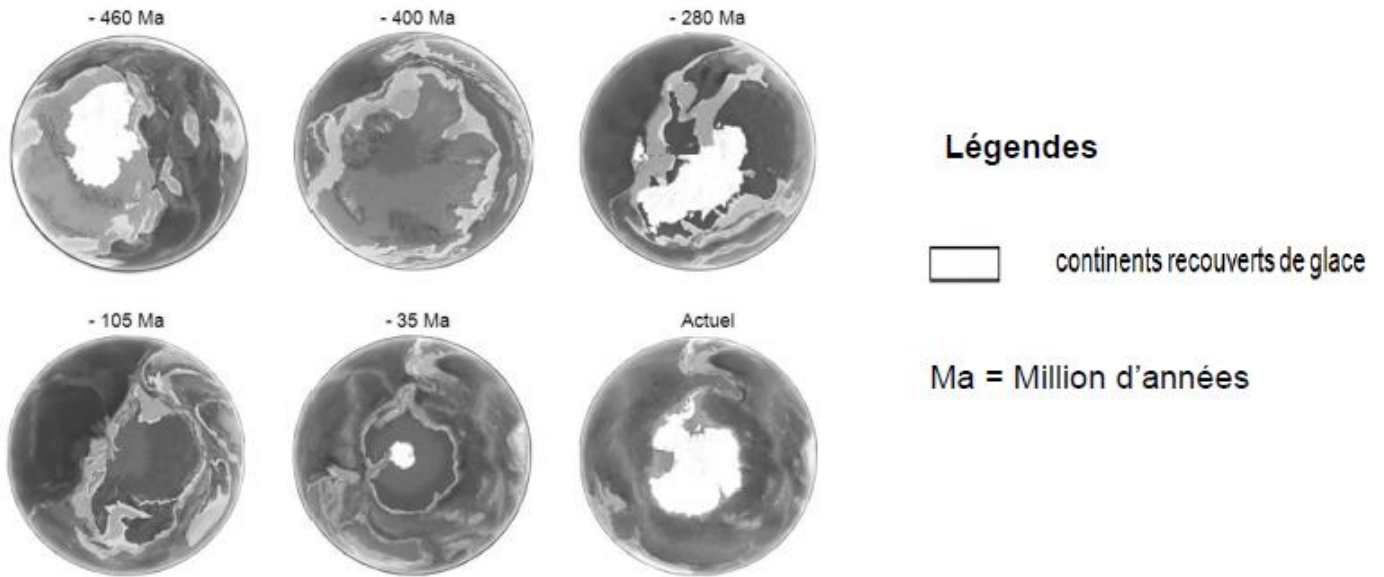 - 460 Ma
- 400 Ma
- 280 Ma
Légendes
continents recouverts de glace
- 105 Ma
- 35 Ma
Actuel
Ma = Million d'années